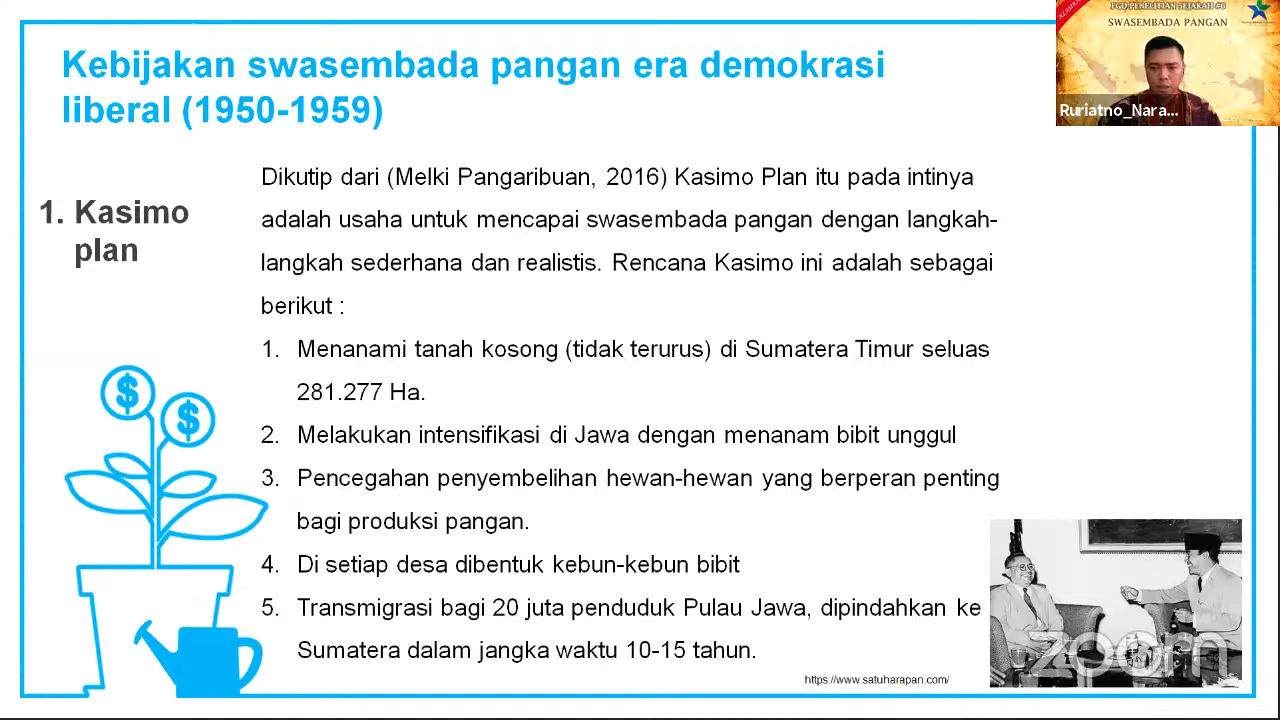 Kebijakan swasembada pangan era demokrasi
liberal (1950-1959)
FGD PENELITIAN SEJARAH #6
SWASEMBADA PANGAN
Ruriatno_Nara...
1. Kasimo
plan
Dikutip dari (Melki Pangaribuan, 2016) Kasimo Plan itu pada intinya
adalah usaha untuk mencapai swasembada pangan dengan langkah-
langkah sederhana dan realistis. Rencana Kasimo ini adalah sebagai
berikut :
1. Menanami tanah kosong (tidak terurus) di Sumatera Timur seluas
281.277 Ha.
2. Melakukan intensifikasi di Jawa dengan menanam bibit unggul
3. Pencegahan penyembelihan hewan-hewan yang berperan penting
bagi produksi pangan.
4. Di setiap desa dibentuk kebun-kebun bibit
5. Transmigrasi bagi 20 juta penduduk Pulau Jawa, dipindahkan ke
Sumatera dalam jangka waktu 10-15 tahun.
$
$
https://www.satuharapan.com/
zoom